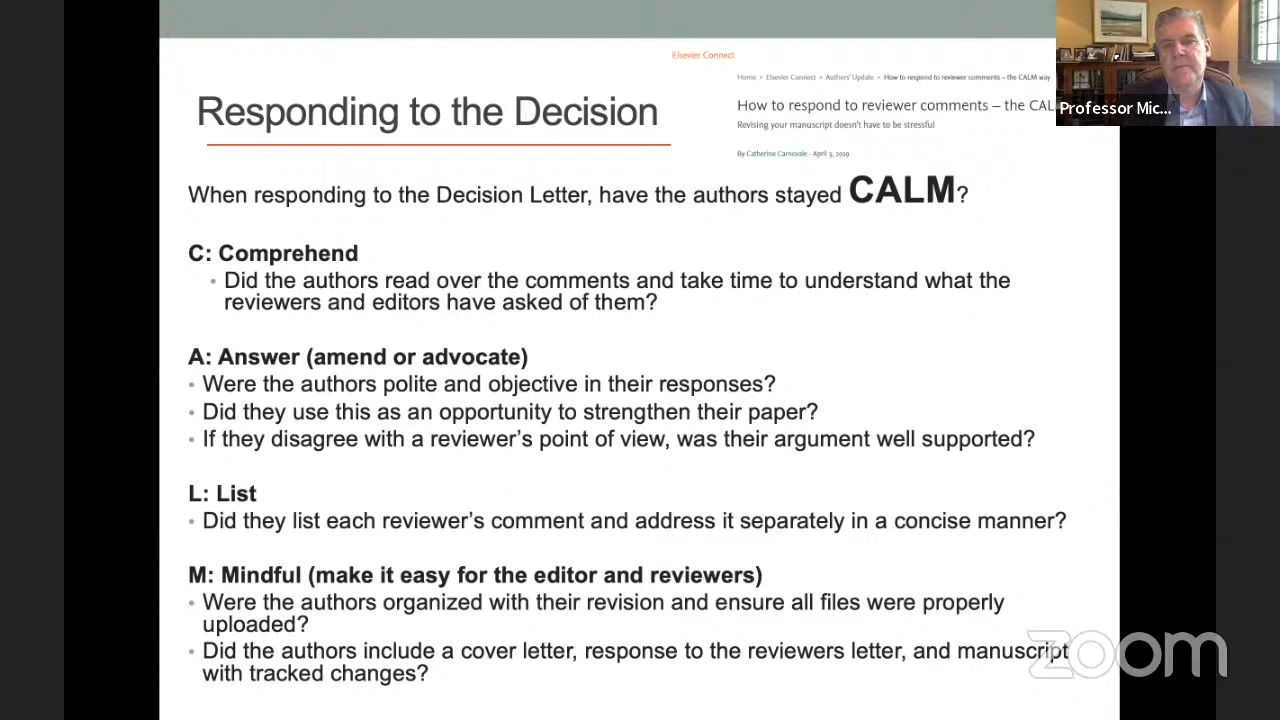 Elsevier Connect
Home > Elsevier Connect > Authors' Update > How to respond to reviewer comments – the CALM way
Responding to the Decision
How to respond to reviewer comments – the CAL
Revising your manuscript doesn't have to be stressful
By Catherine Carnovale - April 3, 2019
Professor Mic...
When responding to the Decision Letter, have the authors stayed CALM?
C: Comprehend
• Did the authors read over the comments and take time to understand what the
reviewers and editors have asked of them?
A: Answer (amend or advocate)
• Were the authors polite and objective in their responses?
• Did they use this as an opportunity to strengthen their paper?
• If they disagree with a reviewer's point of view, was their argument well supported?
L: List
• Did they list each reviewer's comment and address it separately in a concise manner?
M: Mindful (make it easy for the editor and reviewers)
• Were the authors organized with their revision and ensure all files were properly
uploaded?
• Did the authors include a cover letter, response to the reviewers letter, and manuscript
with tracked changes?
zoom